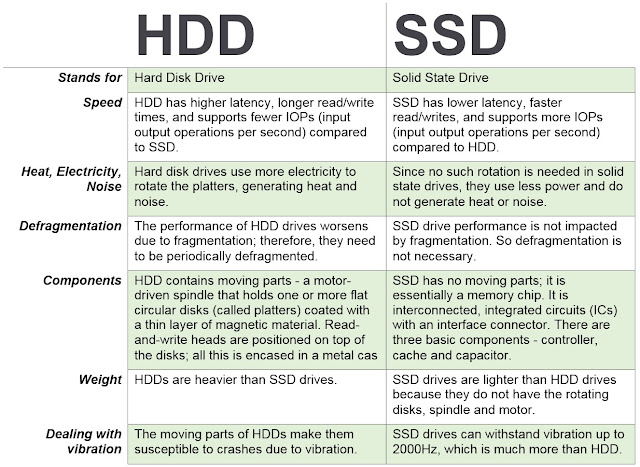 HDD SSD
Stands for Hard Disk Drive Solid State Drive
Speed HDD has higher latency, longer read/write SSD has lower latency, faster
times, and supports fewer IOPs (input read/writes, and supports more IOPs
output operations per second) compared (input output operations per second)
to SSD. compared to HDD.
Heat, Electricity, Hard disk drives use more electricity to Since no such rotation is needed in solid
Noise rotate the platters, generating heat and state drives, they use less power and do
noise. not generate heat or noise.
Defragmentation The performance of HDD drives worsens SSD drive performance is not impacted
due to fragmentation; therefore, they need by fragmentation. So defragmentation is
to be periodically defragmented. not necessary.
Components HDD contains moving parts - a motor- SSD has no moving parts; it is
driven spindle that holds one or more flat essentially a memory chip. It is
circular disks (called platters) coated with interconnected, integrated circuits (ICs)
a thin layer of magnetic material. Read- with an interface connector. There are
and-write heads are positioned on top of three basic components - controller,
the disks; all this is encased in a metal cas cache and capacitor.
Weight HDDs are heavier than SSD drives. SSD drives are lighter than HDD drives
because they do not have the rotating
disks, spindle and motor.
Dealing with The moving parts of HDDs make them SSD drives can withstand vibration up to
vibration susceptible to crashes due to vibration. 2000Hz, which is much more than HDD.